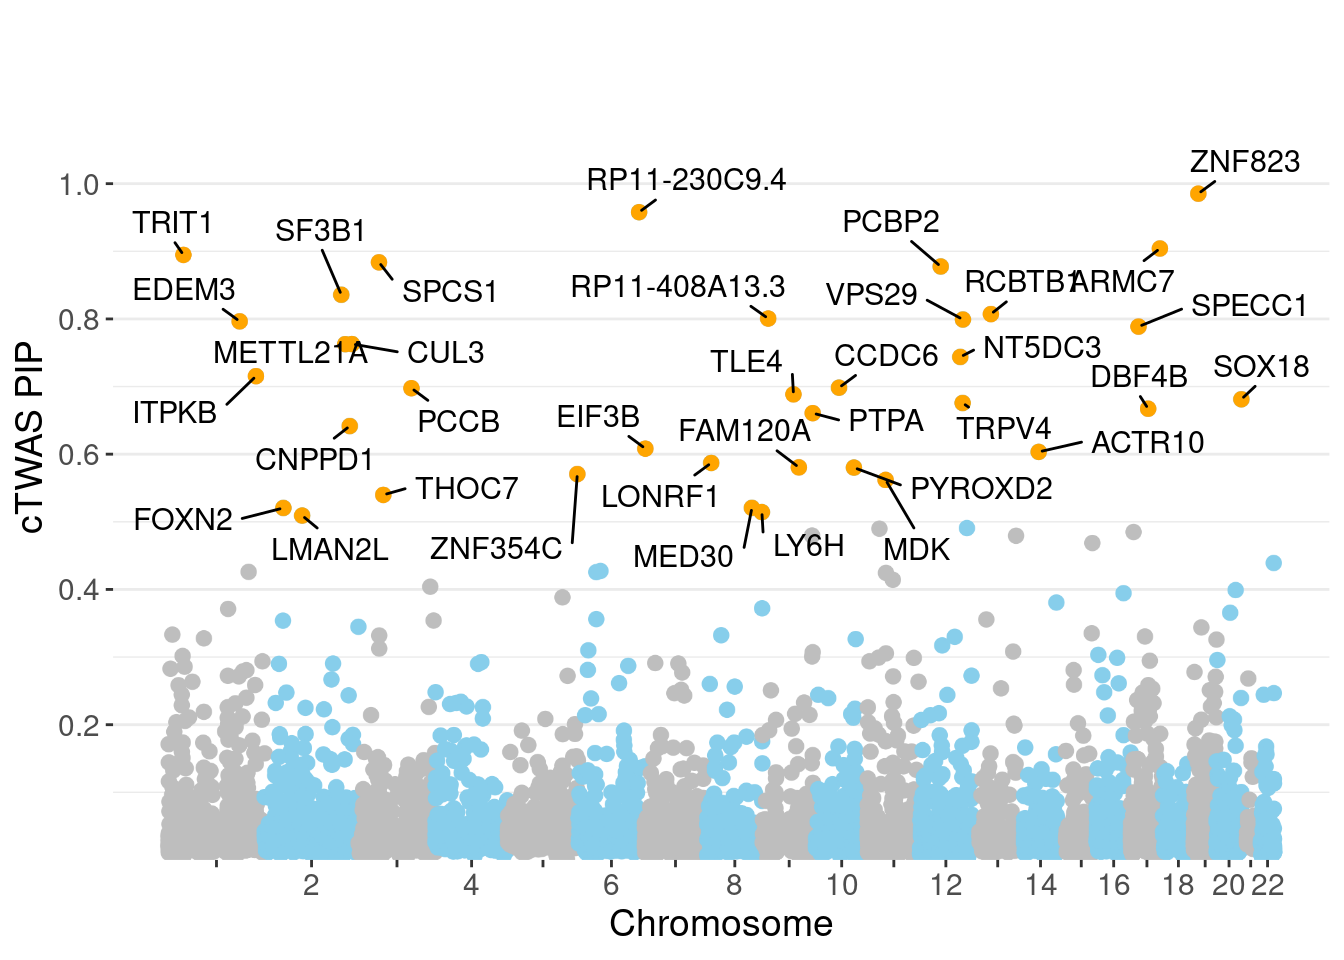 ZNF823
RP11-230C9.4
1.0
TRIT1
SF3B1
PCBP2
EDEM3
SPCS1
RP11-408A13.3
VPS29
RCBTB1
ARMC7
SPECC1
0.8
METTL21A
CUL3
TLE4
CCDC6
NT5DC3
DBF4B
SOX18
ITPKB
PCCB
EIF3B
FAM120A
PTPA
TRPV4
ACTR10
0.6
CNPPD1
THOC7
LONRF1
PYROXD2
FOXN2
LMAN2L
ZNF354C
MED30
LY6H
MDK
0.4
0.2
cTWAS PIP
2 4 6 8 10 12 14 16 18 20 22
Chromosome